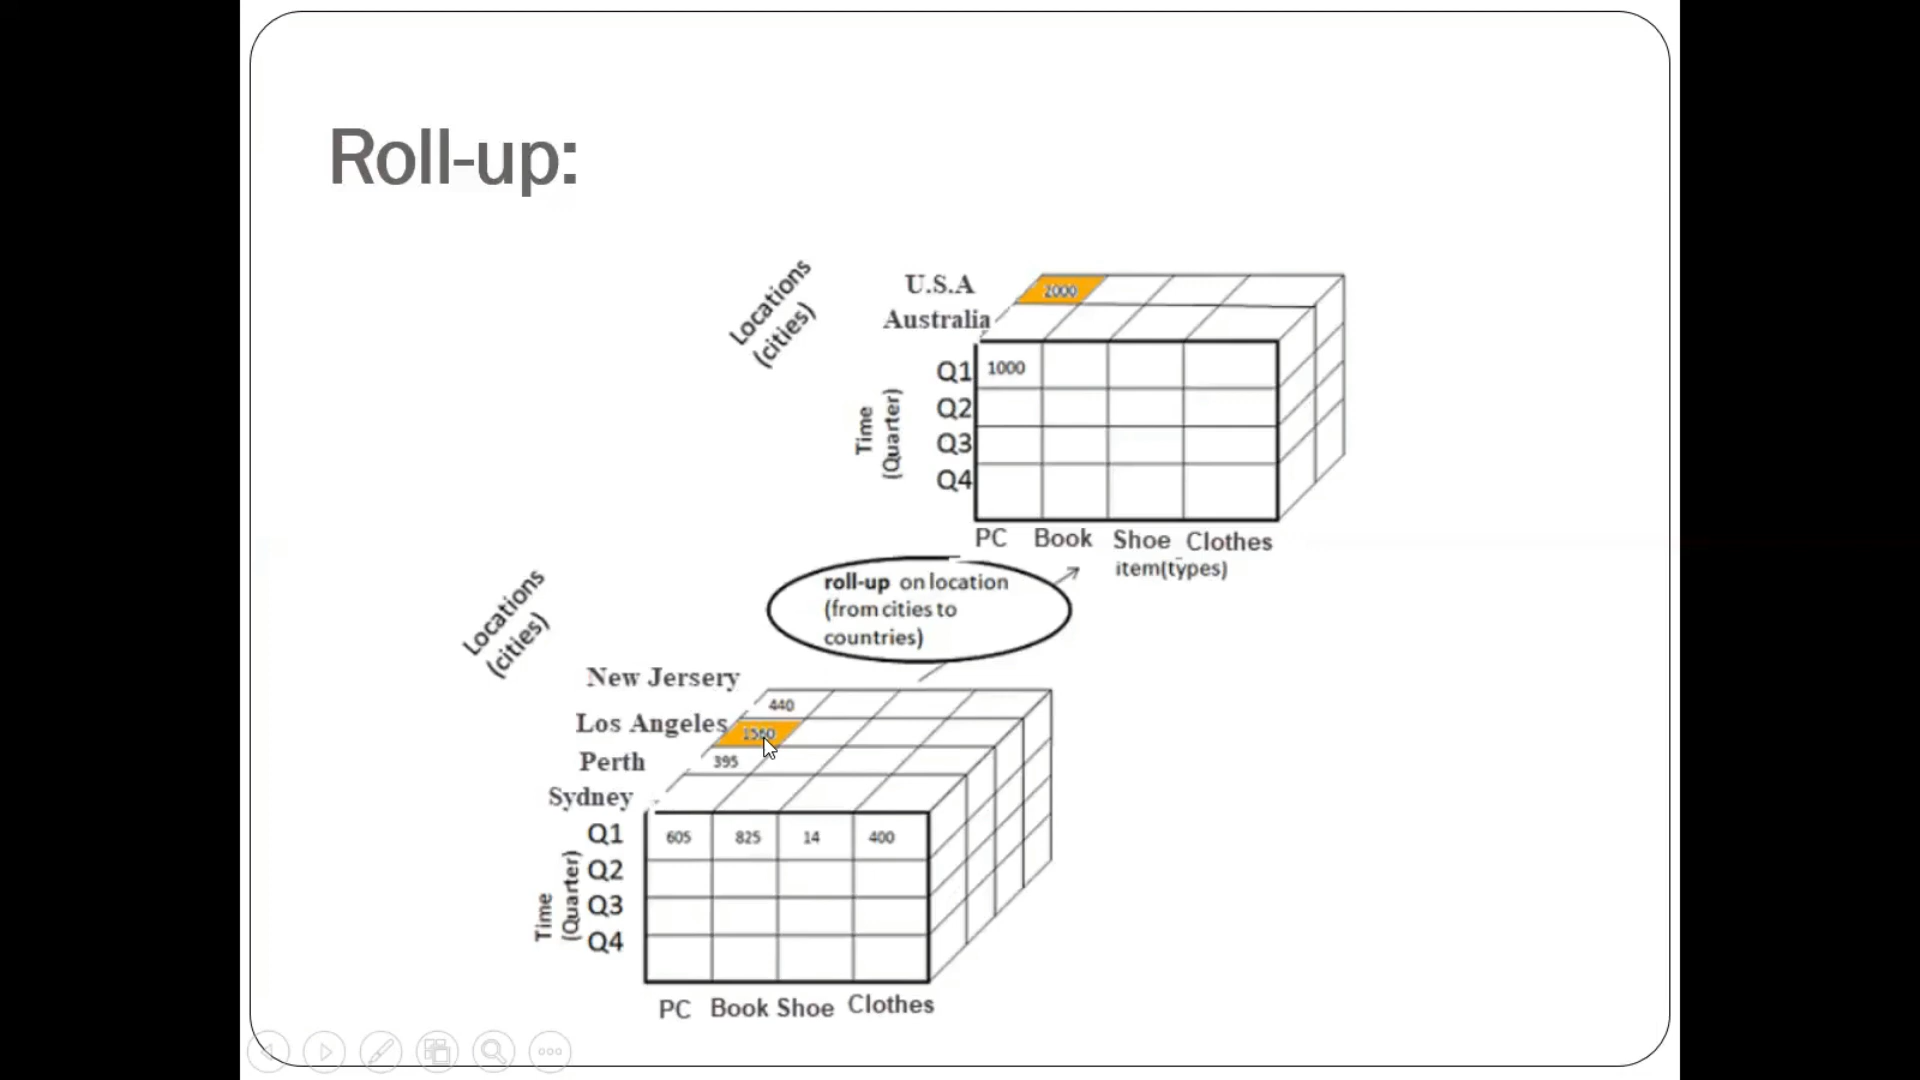 Roll-up:
Locations
(cities)
U.S.A
2000
Australia
Q1
1000
Q2
Q3
Q4
Time
(Quarter)
PC Book Shoe Clothes
item(types)
roll-up on location
(from cities to
countries)
Locations
(cities)
New Jersery
440
Los Angeles
1560
Perth
395
Sydney
Q1
605 825 14 400
Q2
Q3
Q4
Time
(Quarter)
PC Book Shoe Clothes